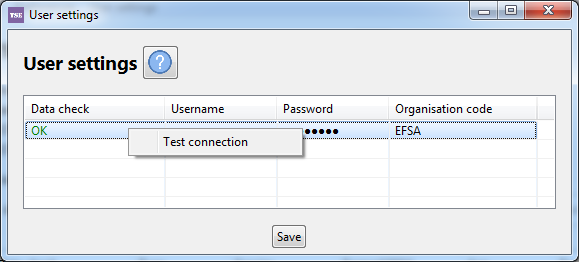 TSE User settings
User settings ?
Data check Username Password Organisation code
OK ●●●●●● EFSA
Test connection
Save